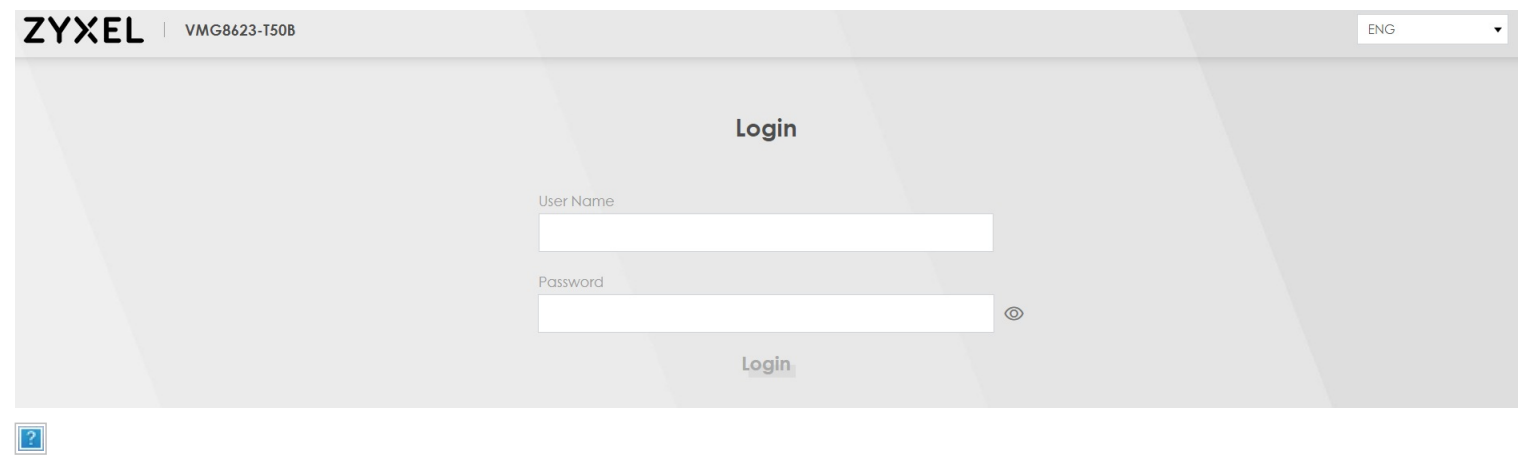 ZYXEL VMG8623-T50B ENG
Login
User Name
Password
Login
?